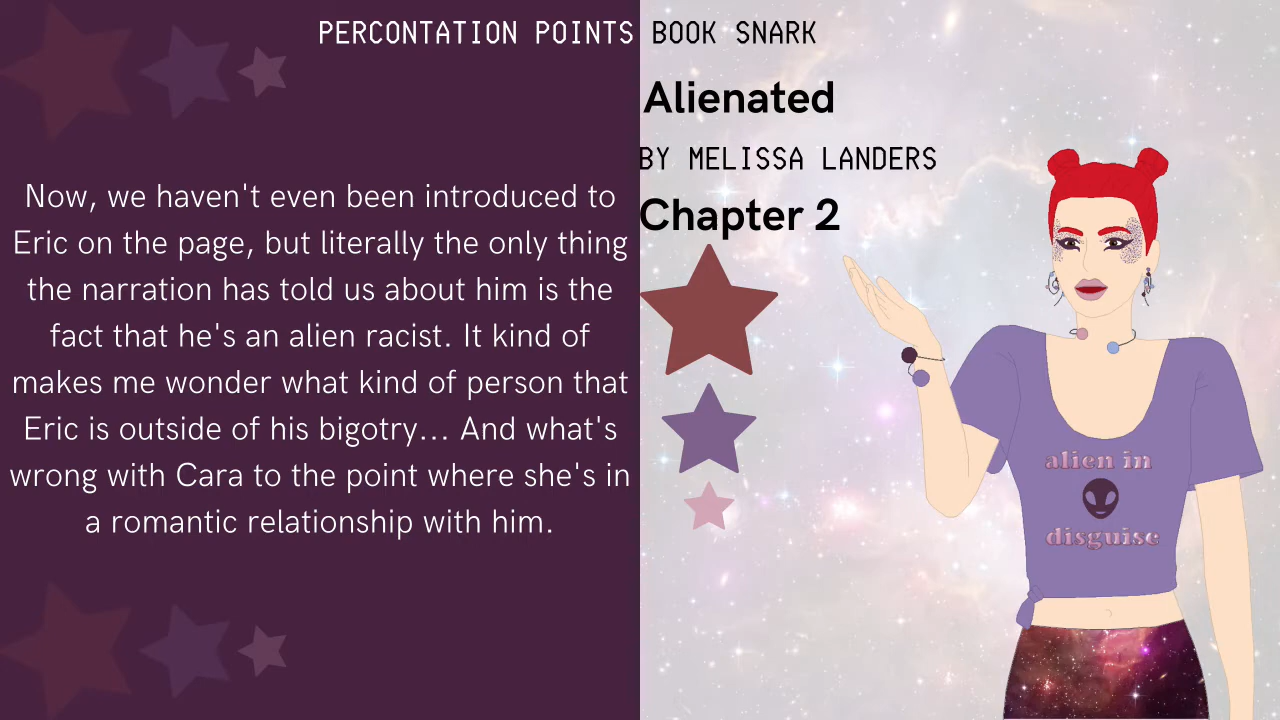 PERCONTATION POINTS BOOK SNARK
Alienated
BY MELISSA LANDERS
Chapter 2
Now, we haven't even been introduced to
Eric on the page, but literally the only thing
the narration has told us about him is the
fact that he's an alien racist. It kind of
makes me wonder what kind of person that
Eric is outside of his bigotry... And what's
wrong with Cara to the point where she's in
a romantic relationship with him.
alien in
disguise